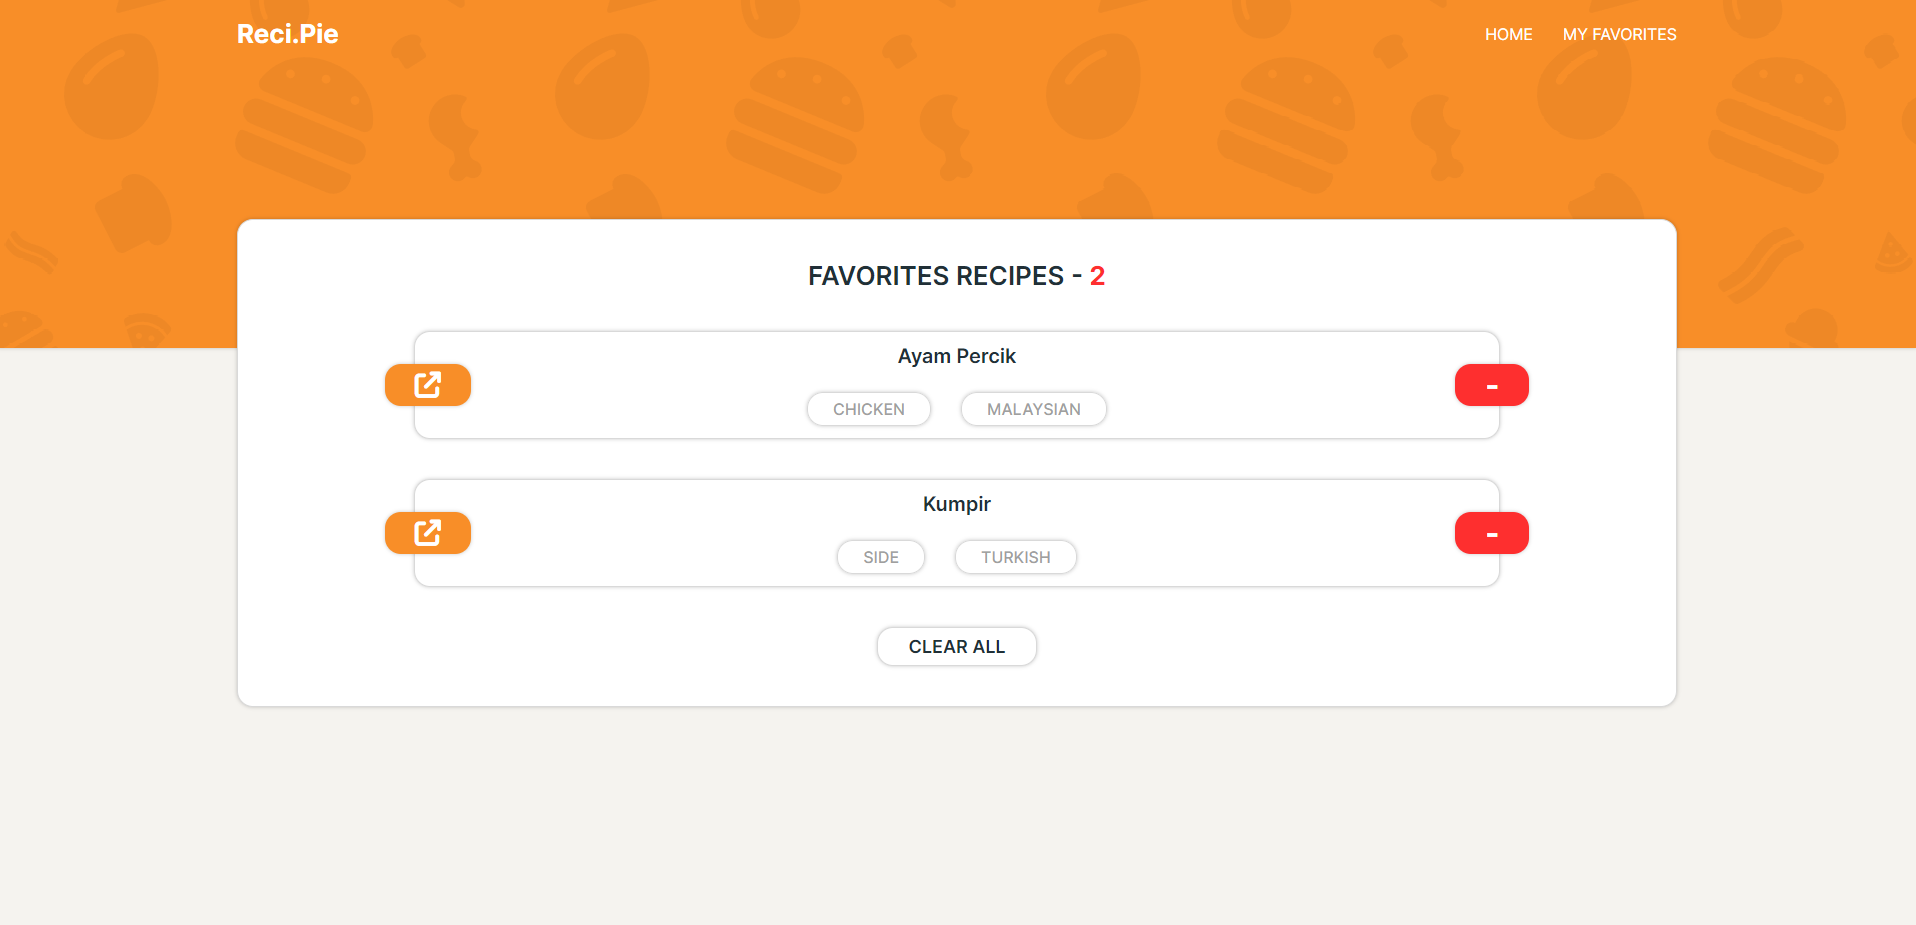 Reci.Pie
HOME MY FAVORITES
FAVORITES RECIPES - 2
Ayam Percik
-
CHICKEN MALAYSIAN
Kumpir
-
SIDE TURKISH
CLEAR ALL